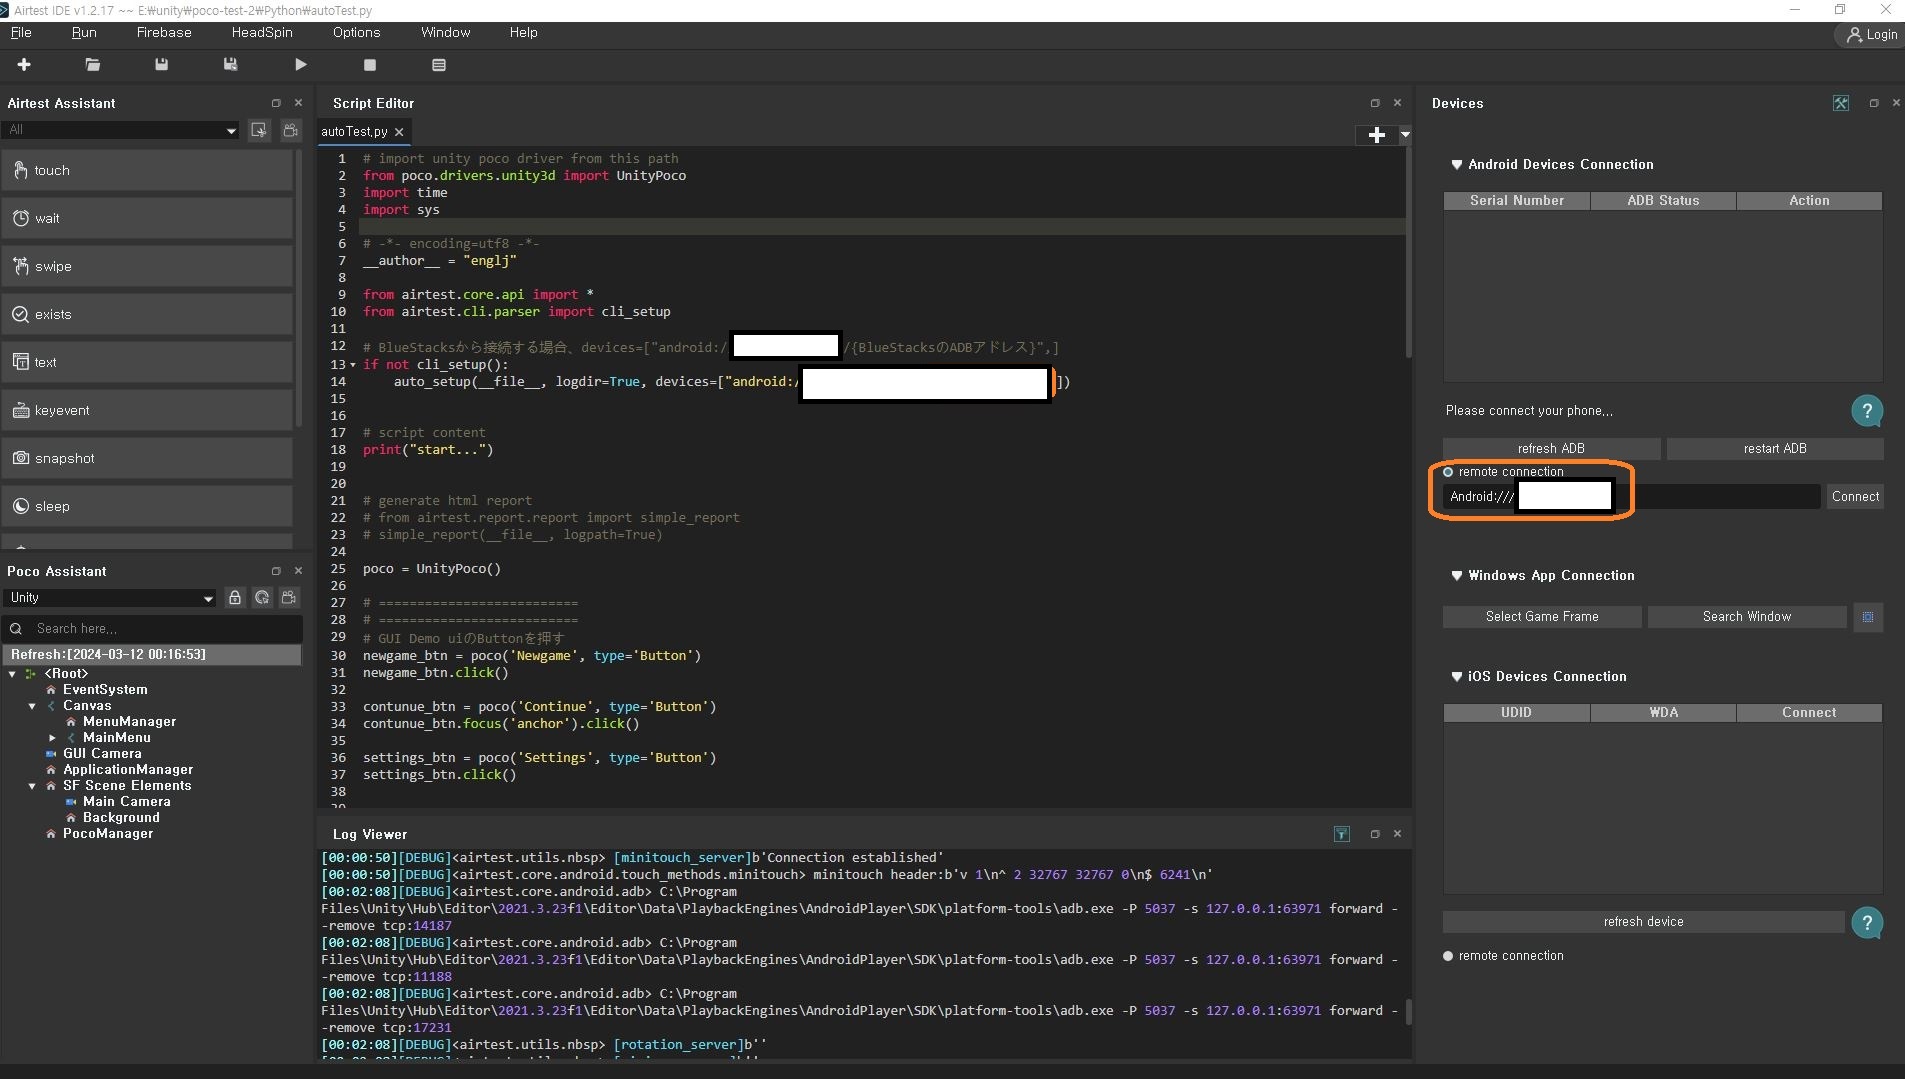 Airtest IDE v1.2.17 ~~ E:₩unity₩poco-test-2₩Python₩autoTest.py
File Run Firebase HeadSpin Options Window Help
Login
Airtest Assistant
All
touch
wait
swipe
exists
text
keyevent
snapshot
sleep
Poco Assistant
Unity
Search here...
Refresh:[2024-03-12 00:16:53]
<Root>
EventSystem
Canvas
MenuManager
MainMenu
GUI Camera
ApplicationManager
SF Scene Elements
Main Camera
Background
PocoManager
Script Editor
autoTest.py
1 # import unity poco driver from this path
2 from poco.drivers.unity3d import UnityPoco
3 import time
4 import sys
5
6 # -*- encoding=utf8 -*-
7 __author__ = "englj"
8
9 from airtest.core.api import *
10 from airtest.cli.parser import cli_setup
11
12 # BlueStacksから接続する場合、devices=["android:/ /{BlueStacksのADBアドレス}",]
13 if not cli_setup():
14 auto_setup(__file__, logdir=True, devices=["android:/ ])
15
16
17 # script content
18 print("start...")
19
20
21 # generate html report
22 # from airtest.report.report import simple_report
23 # simple_report(__file__, logpath=True)
24
25 poco = UnityPoco()
26
27 # ==========================
28 # ==========================
29 # GUI Demo uiのButtonを押す
30 newgame_btn = poco('Newgame', type='Button')
31 newgame_btn.click()
32
33 contunue_btn = poco('Continue', type='Button')
34 contunue_btn.focus('anchor').click()
35
36 settings_btn = poco('Settings', type='Button')
37 settings_btn.click()
38
39
Log Viewer
[00:00:50][DEBUG]<airtest.utils.nbsp> [minitouch_server]b'Connection established'
[00:00:50][DEBUG]<airtest.core.android.touch_methods.minitouch> minitouch header:b'v 1\n^ 2 32767 32767 0\n$ 6241\n'
[00:02:08][DEBUG]<airtest.core.android.adb> C:\Program
Files\Unity\Hub\Editor\2021.3.23f1\Editor\Data\PlaybackEngines\AndroidPlayer\SDK\platform-tools\adb.exe -P 5037 -s 127.0.0.1:63971 forward -
-remove tcp:14187
[00:02:08][DEBUG]<airtest.core.android.adb> C:\Program
Files\Unity\Hub\Editor\2021.3.23f1\Editor\Data\PlaybackEngines\AndroidPlayer\SDK\platform-tools\adb.exe -P 5037 -s 127.0.0.1:63971 forward -
-remove tcp:11188
[00:02:08][DEBUG]<airtest.core.android.adb> C:\Program
Files\Unity\Hub\Editor\2021.3.23f1\Editor\Data\PlaybackEngines\AndroidPlayer\SDK\platform-tools\adb.exe -P 5037 -s 127.0.0.1:63971 forward -
-remove tcp:17231
[00:02:08][DEBUG]<airtest.core.android.adb> [rotation_server]b''
Devices
Android Devices Connection
Serial Number ADB Status Action
Please connect your phone...
?
refresh ADB restart ADB
remote connection
Android:/// Connect
Windows App Connection
Select Game Frame Search Window
iOS Devices Connection
UDID WDA Connect
refresh device
?
remote connection